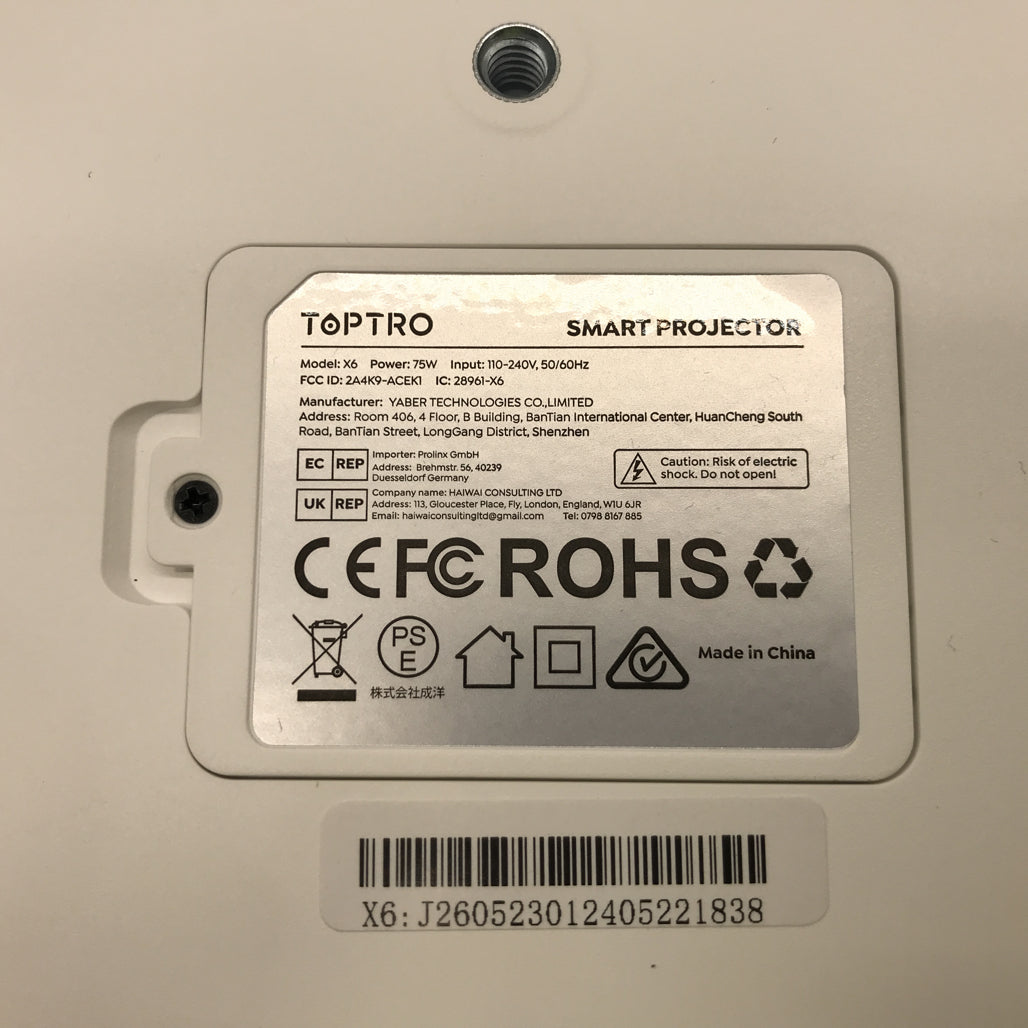 TOPTRO SMART PROJECTOR
Model: X6 Power: 75W Input: 110-240V, 50/60Hz
FCC ID: 2A4K9-ACEK1 IC: 28961-X6
Manufacturer: YABER TECHNOLOGIES CO.,LIMITED
Address: Room 406, 4 Floor, B Building, BanTian International Center, HuanCheng South
Road, BanTian Street, LongGang District, Shenzhen
EC REP
Importer: Prolinx GmbH
Address: Brehmstr. 56, 40239
Duesseldorf Germany
Caution: Risk of electric
shock. Do not open!
UK REP
Company name: HAIWAI CONSULTING LTD
Address: 113, Gloucester Place, Fly, London, England, W1U 6JR
Email: haiwaiconsultingltd@gmail.com Tel: 0798 8167 885
CE FC ROHS
PS
E
株式会社成洋
Made in China
X6:J260523012405221838